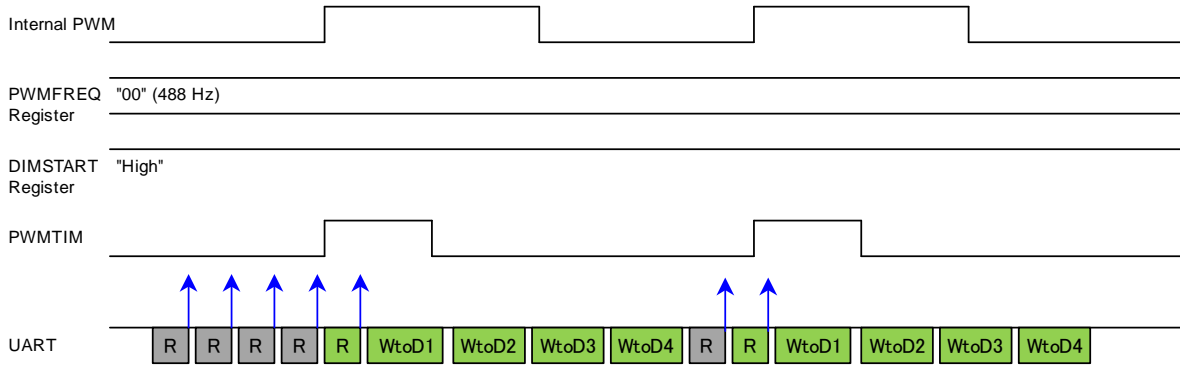 Internal PWM
PWMFREQ "00" (488 Hz)
Register
DIMSTART "High"
Register
PWMTIM
UART R R R R R WtoD1 WtoD2 WtoD3 WtoD4 R R WtoD1 WtoD2 WtoD3 WtoD4